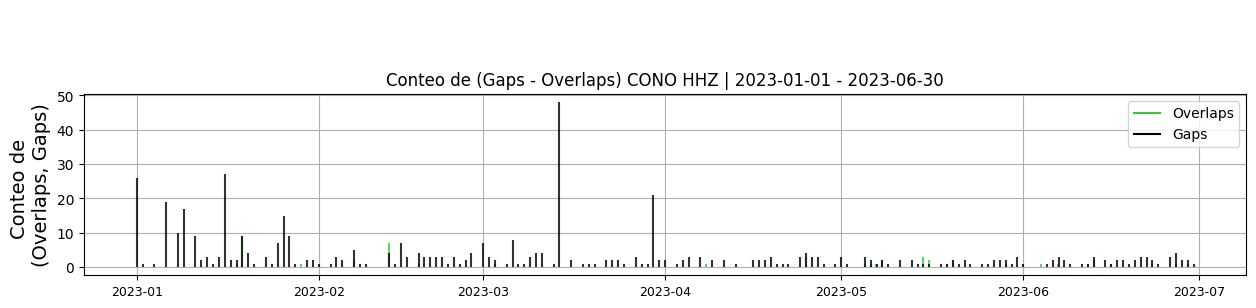 Conteo de (Gaps - Overlaps) CONO HHZ | 2023-01-01 - 2023-06-30
Conteo de
(Overlaps, Gaps)
50
40
30
20
10
0
Overlaps
Gaps
2023-01
2023-02
2023-03
2023-04
2023-05
2023-06
2023-07